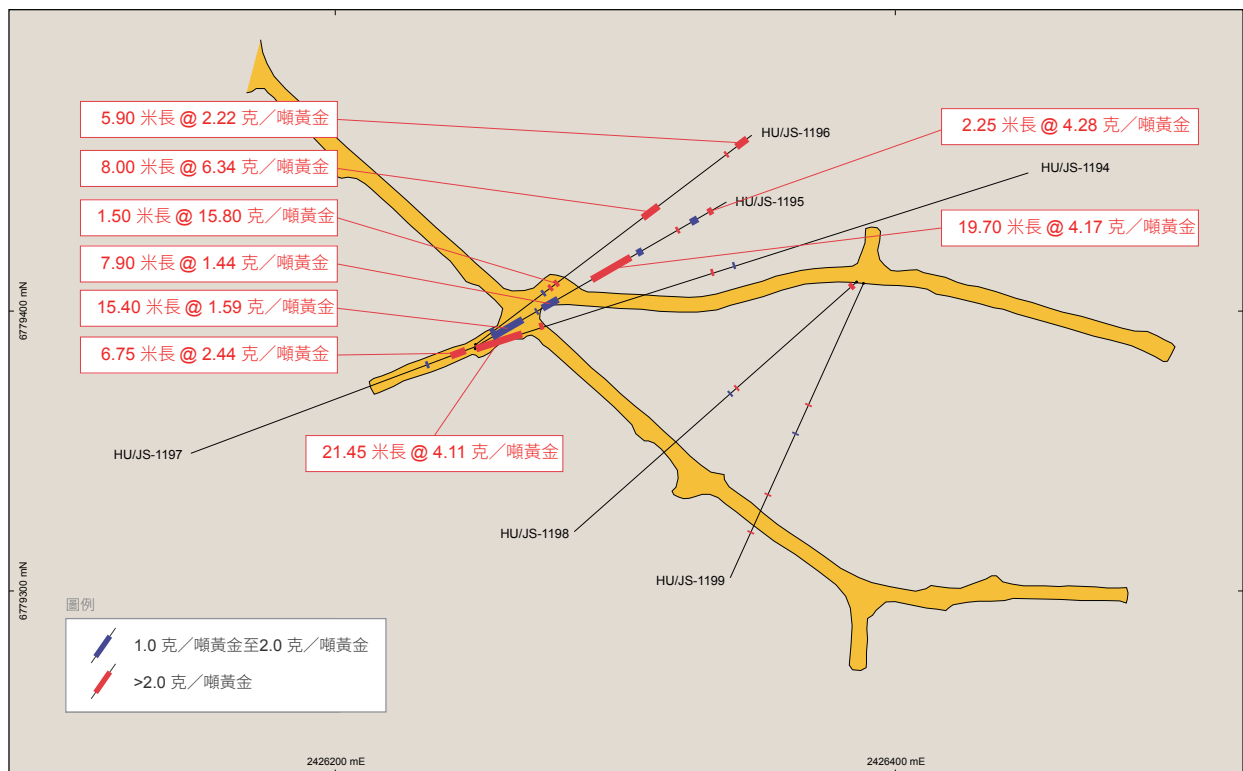 5.90 米長 @ 2.22 克／噸黃金
8.00 米長 @ 6.34 克／噸黃金
1.50 米長 @ 15.80 克／噸黃金
7.90 米長 @ 1.44 克／噸黃金
15.40 米長 @ 1.59 克／噸黃金
6.75 米長 @ 2.44 克／噸黃金
21.45 米長 @ 4.11 克／噸黃金
2.25 米長 @ 4.28 克／噸黃金
19.70 米長 @ 4.17 克／噸黃金
HU/JS-1196
HU/JS-1194
HU/JS-1195
HU/JS-1197
HU/JS-1198
HU/JS-1199
6779400 mN
6779300 mN
圖例
1.0 克／噸黃金至2.0 克／噸黃金
>2.0 克／噸黃金
2426200 mE
2426400 mE